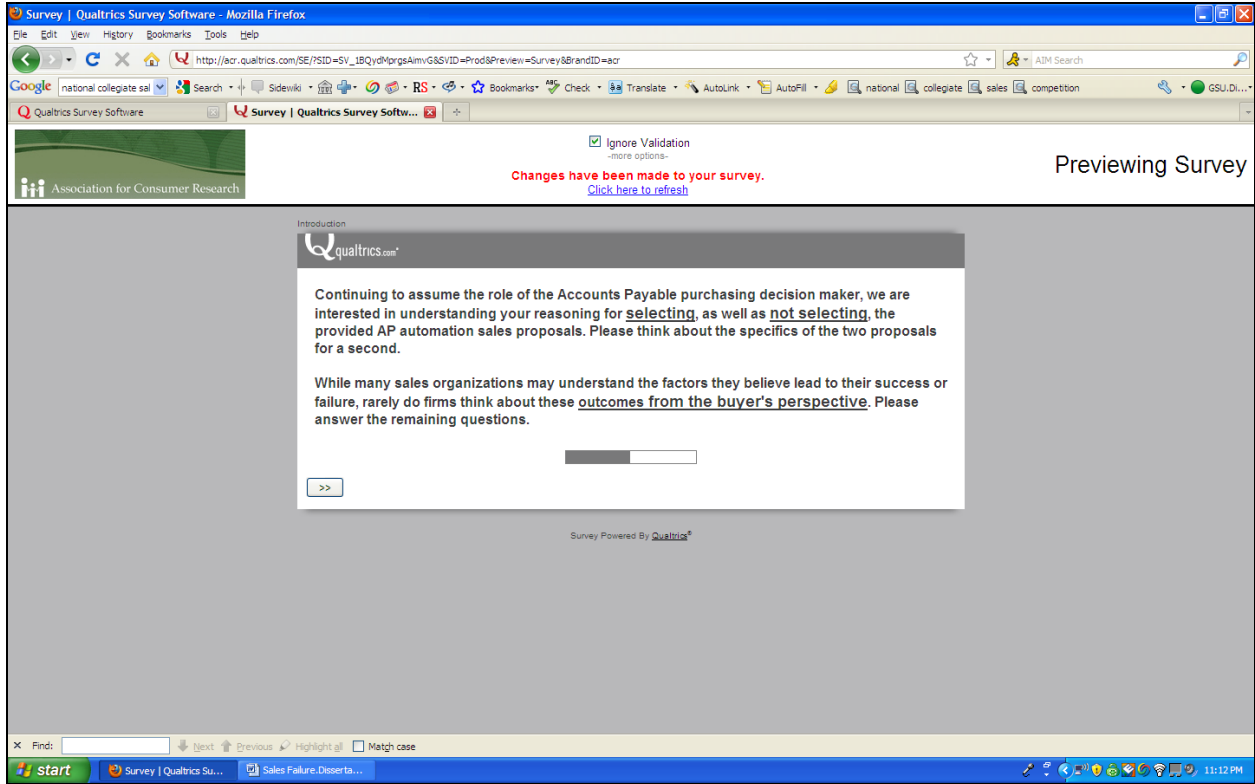 Survey | Qualtrics Survey Software - Mozilla Firefox
File Edit View History Bookmarks Tools Help
http://acr.qualtrics.com/SE/?SID=SV_1BQydMprgsAimvG&SVID=Prod&Preview=Survey&BrandID=acr
AIM Search
Google national collegiate sal Search Sidewiki RS Bookmarks Check Translate AutoLink AutoFill national collegiate sales competition GSU.Di...
Qualtrics Survey Software Survey | Qualtrics Survey Softw...
Association for Consumer Research
Ignore Validation
-more options-
Changes have been made to your survey.
Click here to refresh
Previewing Survey
Introduction
qualtrics.com
Continuing to assume the role of the Accounts Payable purchasing decision maker, we are
interested in understanding your reasoning for selecting, as well as not selecting, the
provided AP automation sales proposals. Please think about the specifics of the two proposals
for a second.
While many sales organizations may understand the factors they believe lead to their success or
failure, rarely do firms think about these outcomes from the buyer's perspective. Please
answer the remaining questions.
>>
Survey Powered By Qualtrics®
× Find: Next Previous Highlight all Match case
start Survey | Qualtrics Su... Sales Failure.Disserta... 11:12 PM